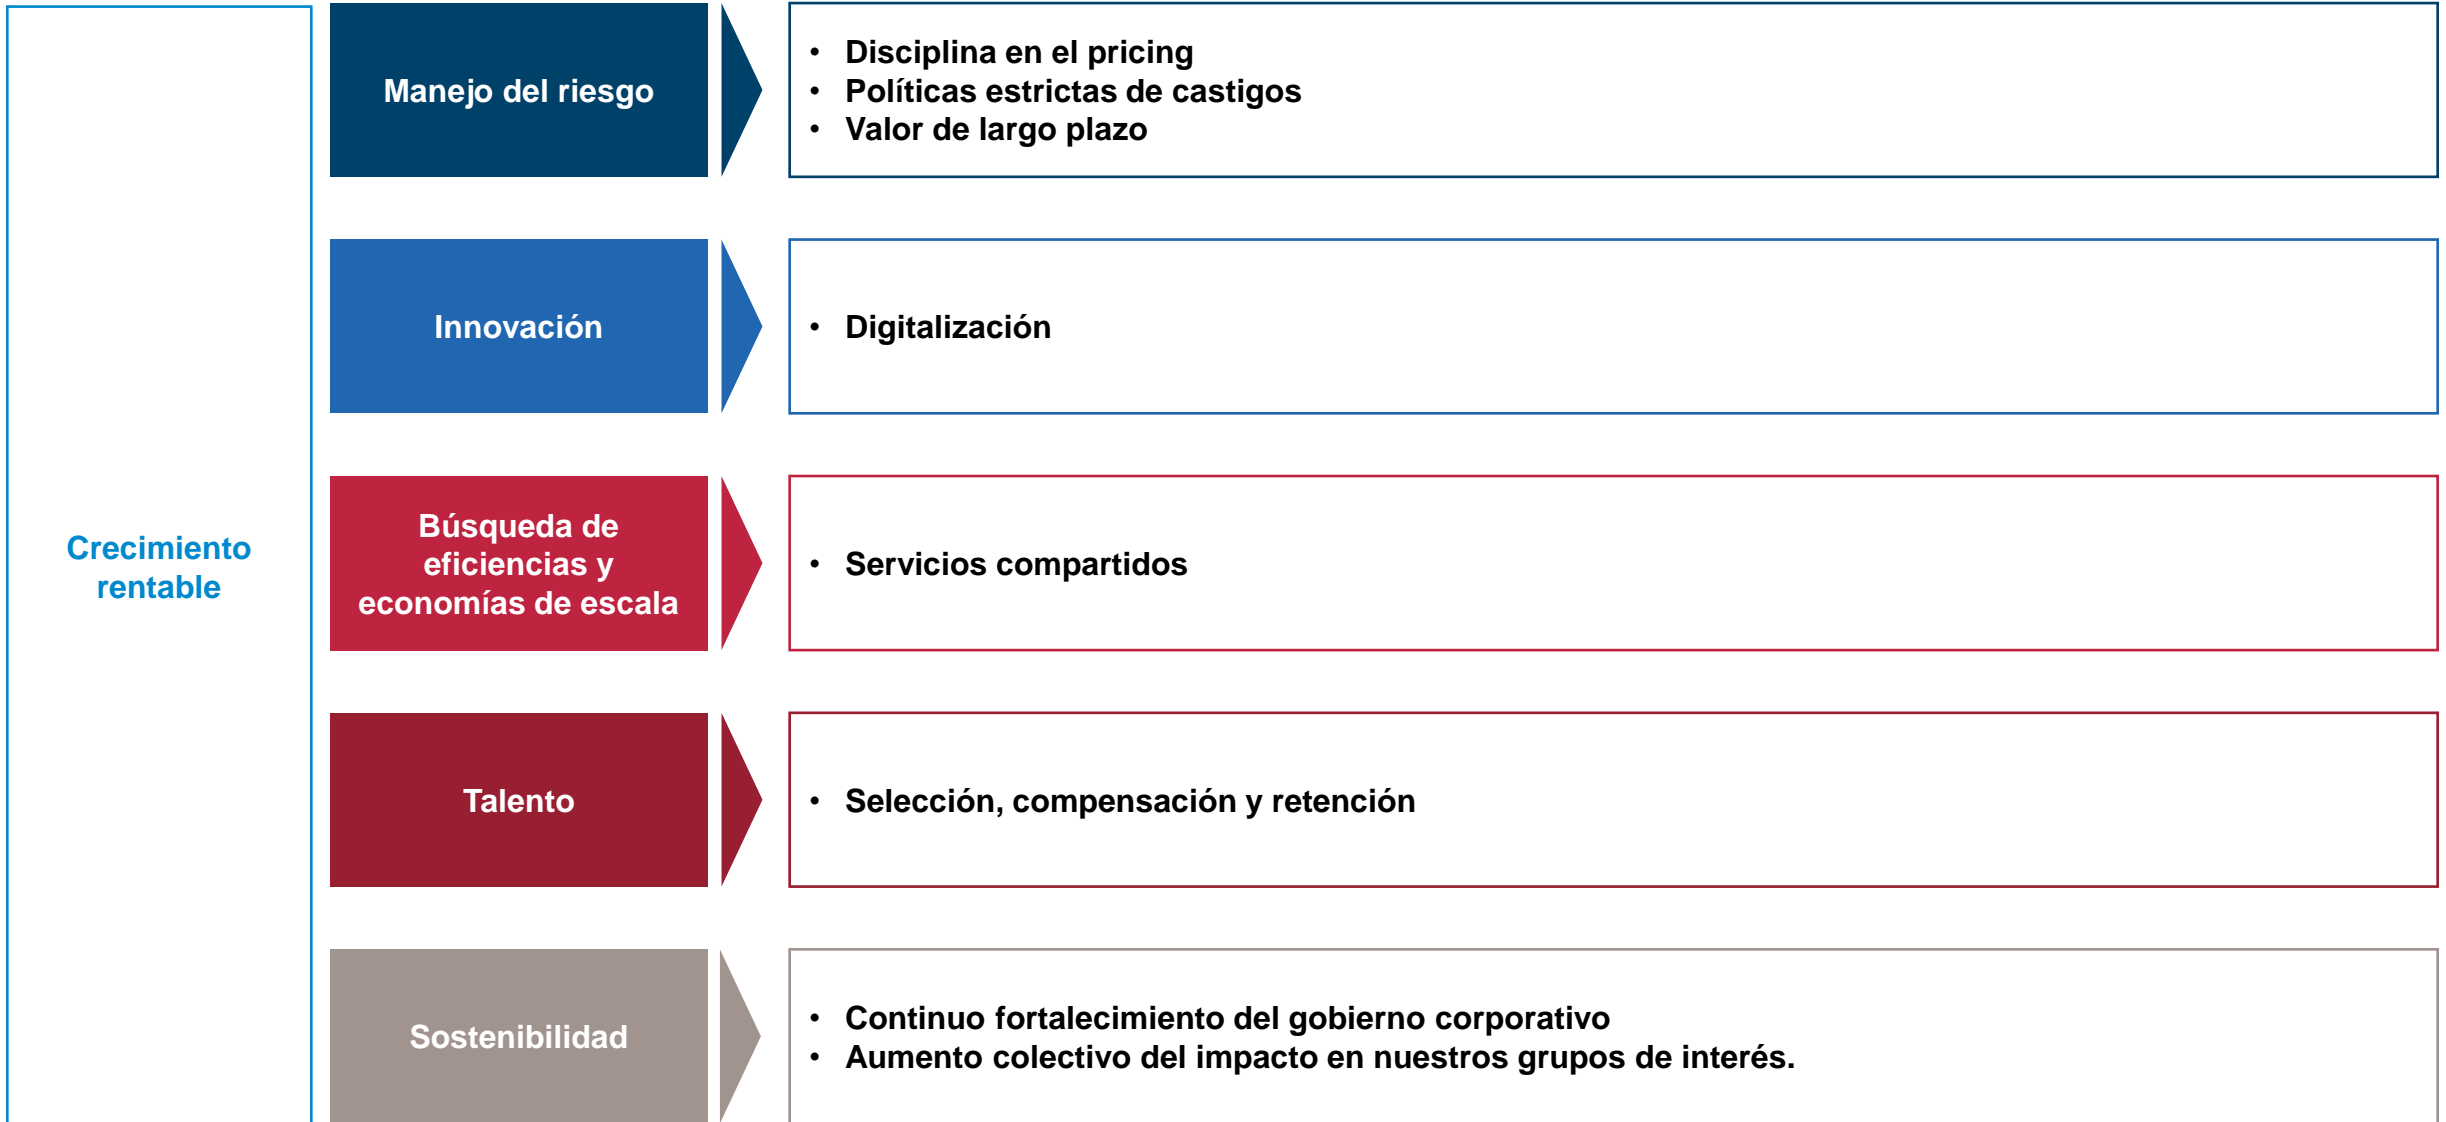 Crecimiento
rentable
Manejo del riesgo
• Disciplina en el pricing
• Políticas estrictas de castigos
• Valor de largo plazo
Innovación
• Digitalización
Búsqueda de
eficiencias y
economías de escala
• Servicios compartidos
Talento
• Selección, compensación y retención
Sostenibilidad
• Continuo fortalecimiento del gobierno corporativo
• Aumento colectivo del impacto en nuestros grupos de interés.